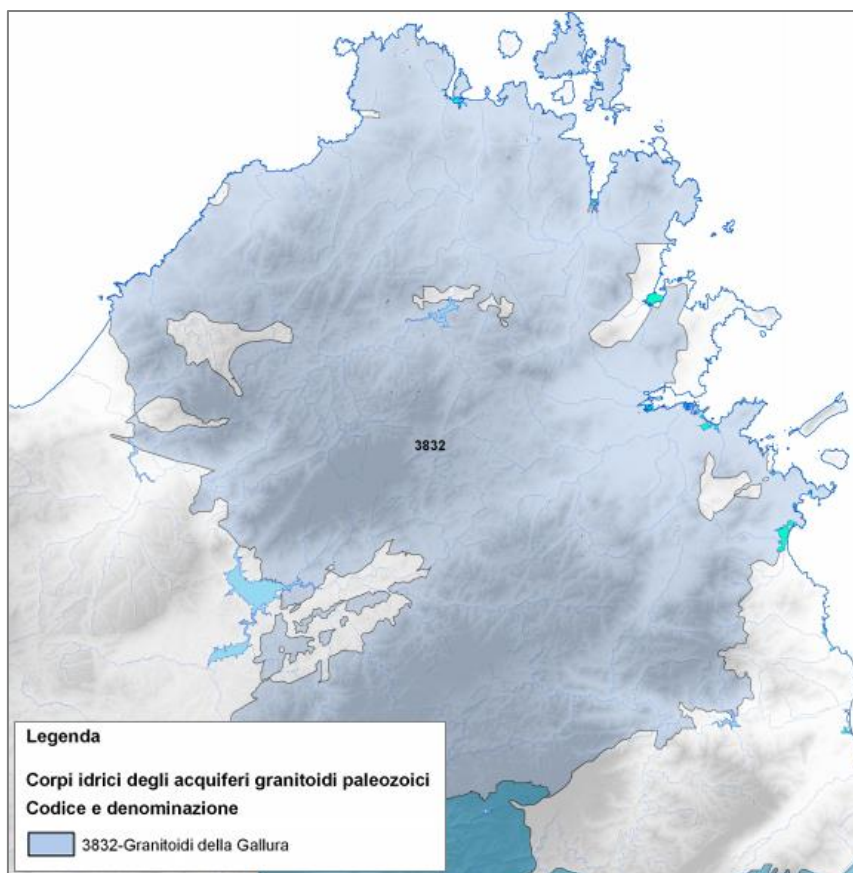 3832
Legenda
Corpi idrici degli acquiferi granitoidi paleozoici
Codice e denominazione
3832-Granitoidi della Gallura